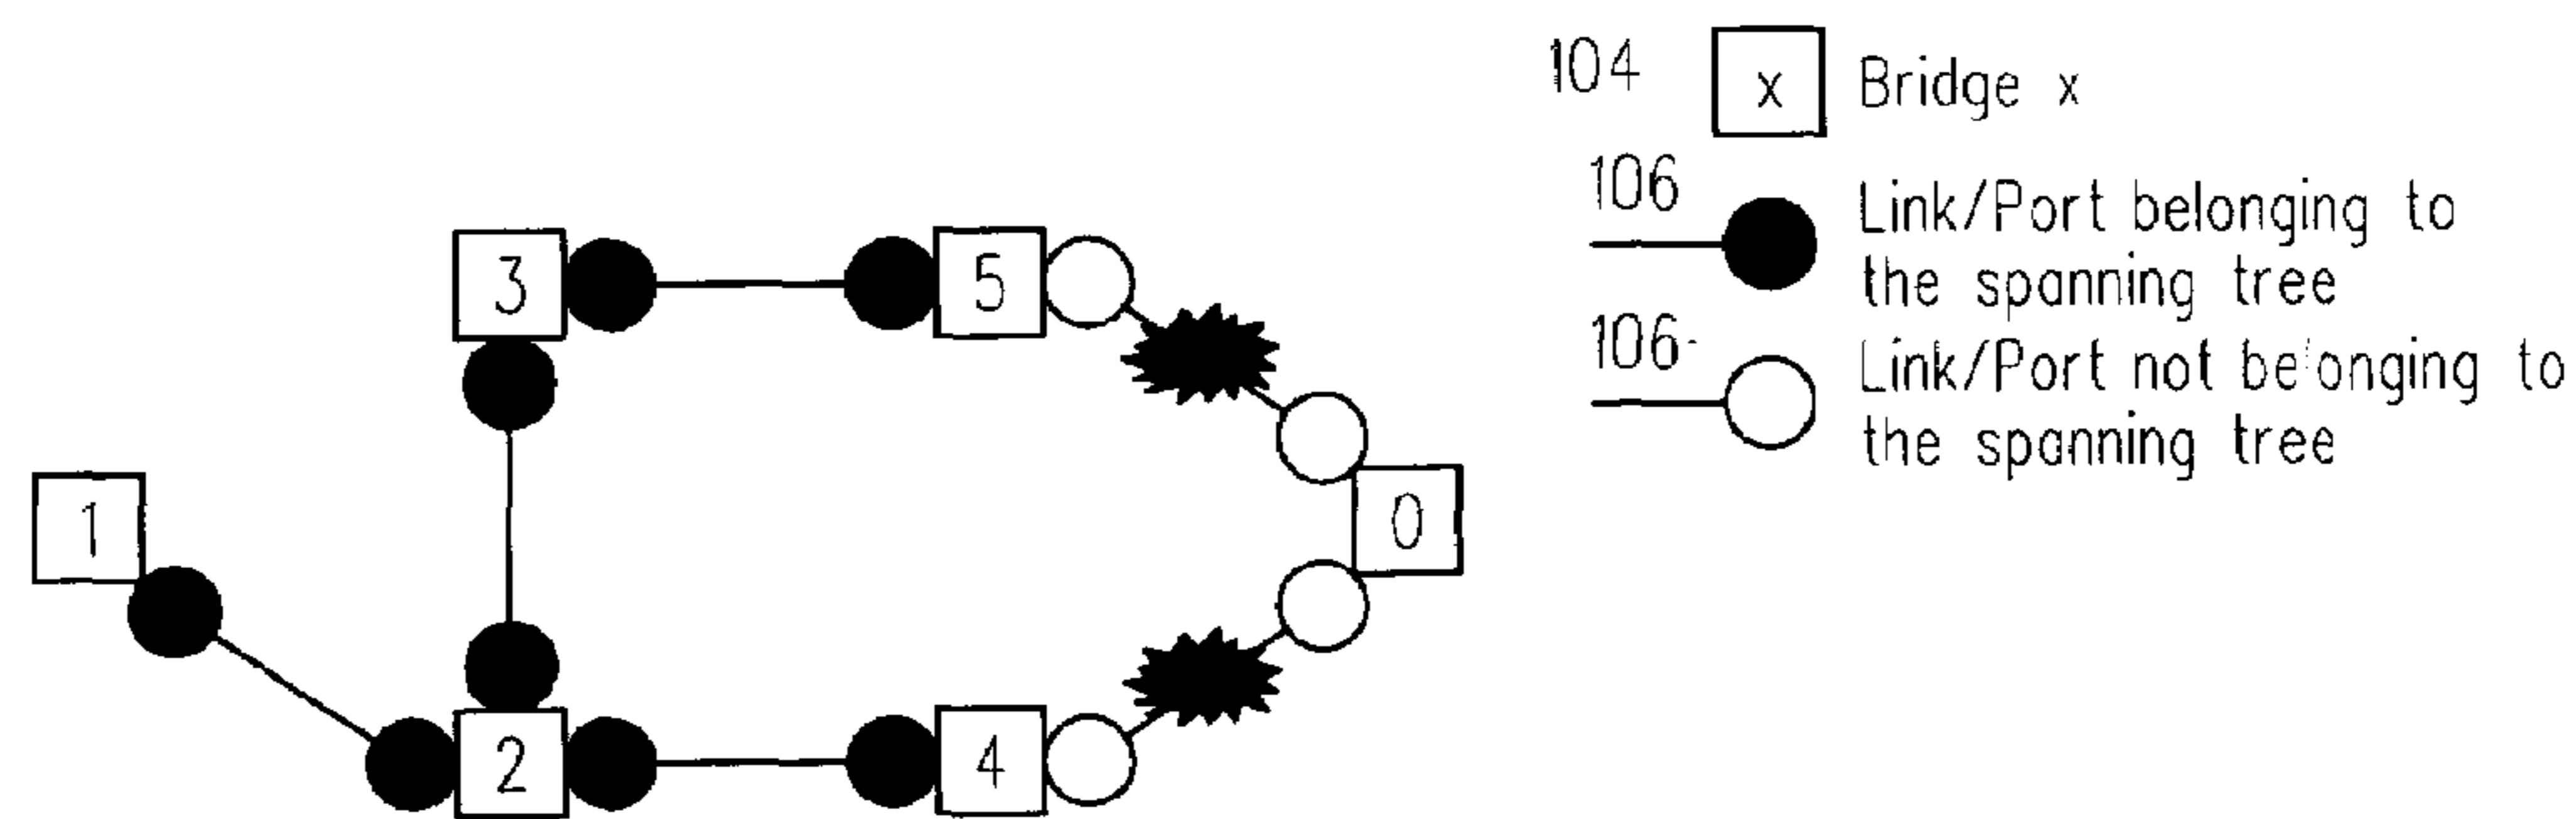 104 x Bridge x
106 Link/Port belonging to
the spanning tree
106 Link/Port not belonging to
the spanning tree
3 5
1 0
2 4